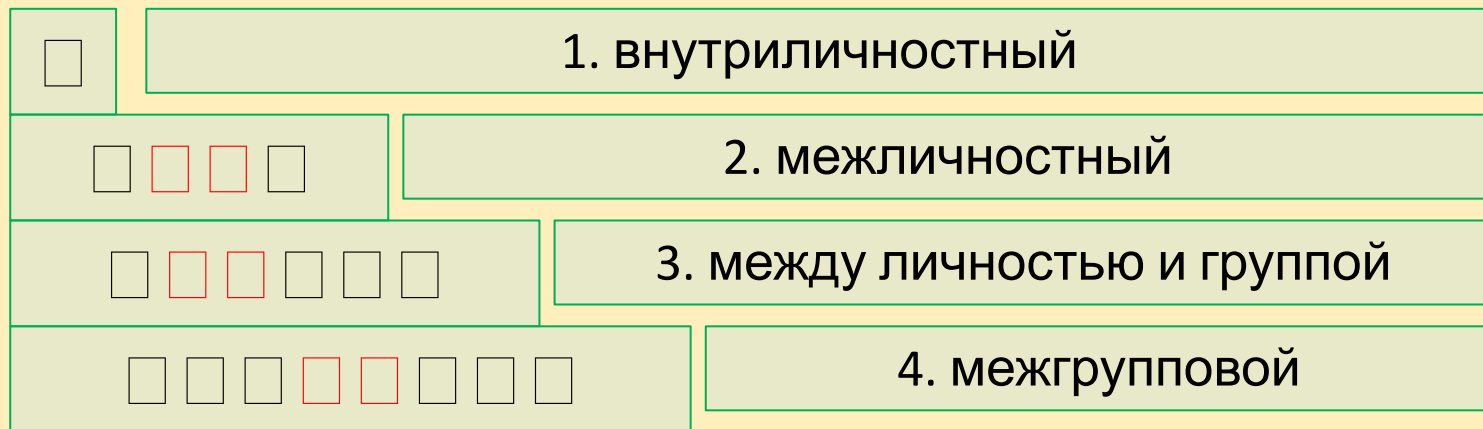 1. внутриличностный
2. межличностный
3. между личностью и группой
4. межгрупповой